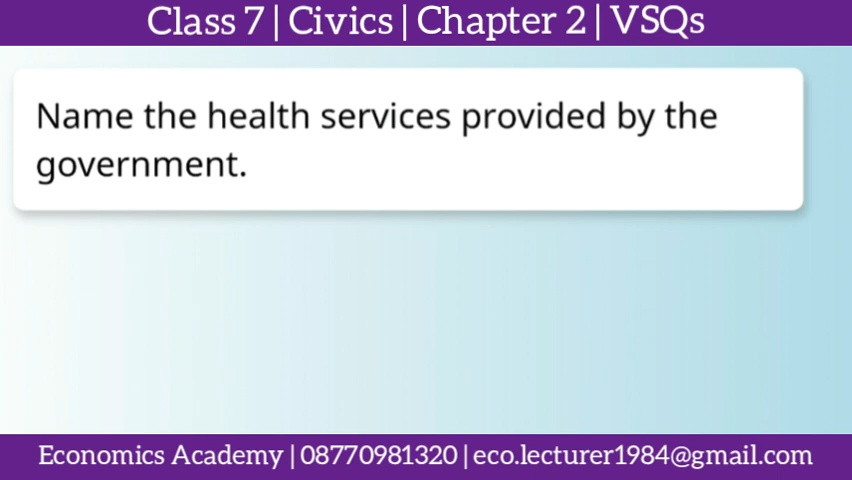 Class 7 | Civics | Chapter 2 | VSQs
Name the health services provided by the
government.
Economics Academy | 08770981320 | eco.lecturer1984@gmail.com